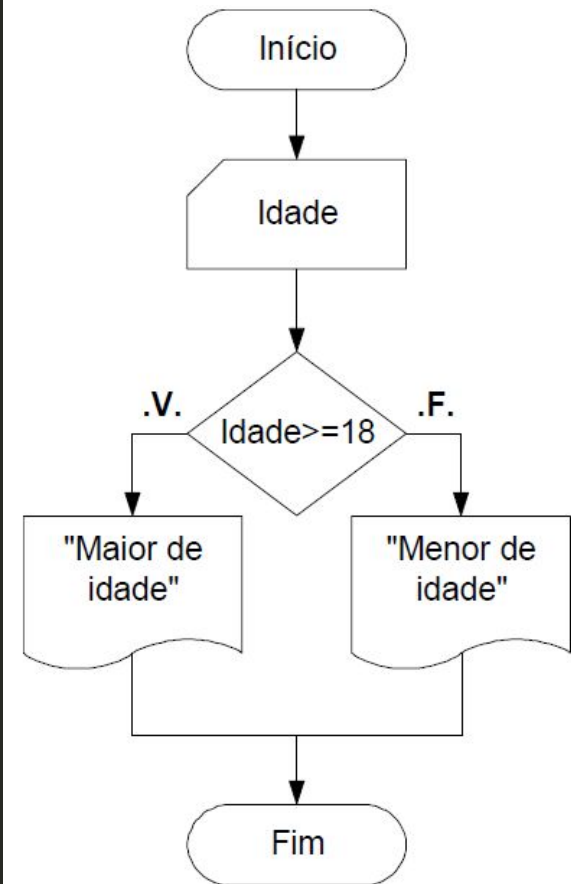 Início
Idade
.V.
.F.
Idade>=18
"Maior de
idade"
"Menor de
idade"
Fim